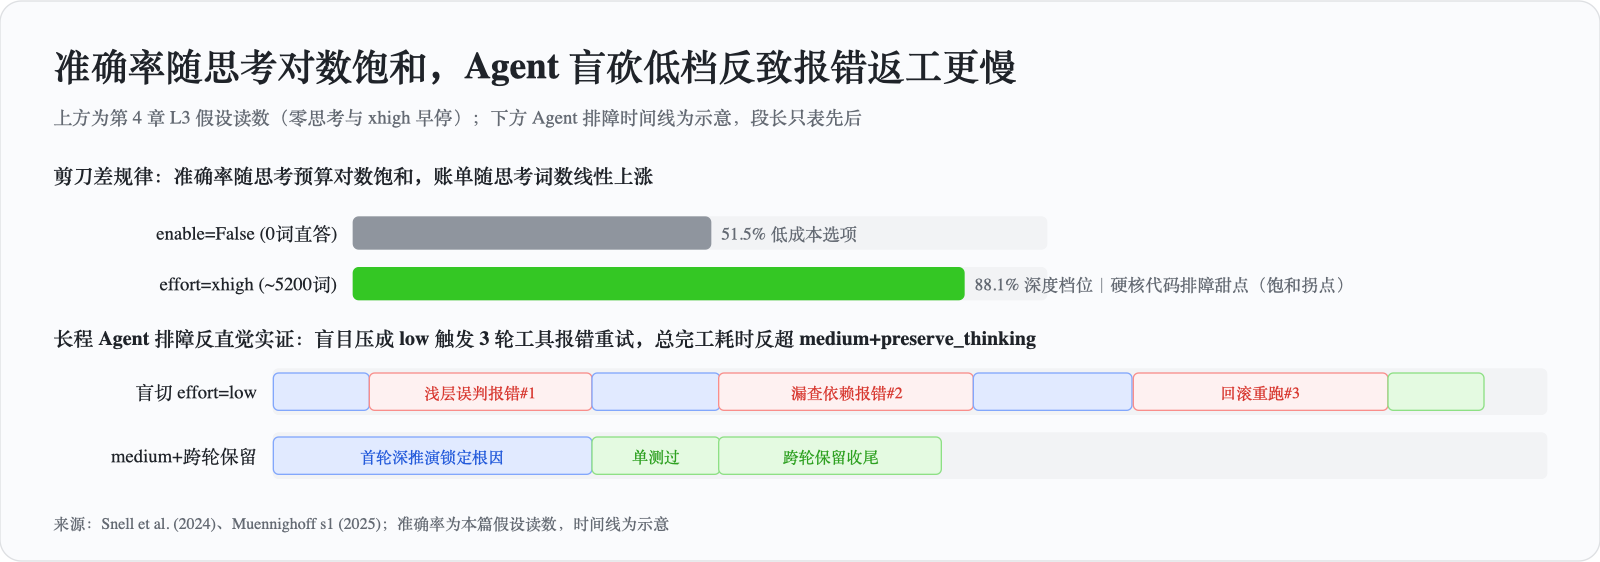 准确率随思考对数饱和，Agent 盲砍低档反致报错返工更慢
上方为第 4 章 L3 假设读数（零思考与 xhigh 早停）；下方 Agent 排障时间线为示意，段长只表先后
剪刀差规律：准确率随思考预算对数饱和，账单随思考词数线性上涨
enable=False (0词直答) 51.5% 低成本选项
effort=xhigh (~5200词) 88.1% 深度档位｜硬核代码排障甜点（饱和拐点）
长程 Agent 排障反直觉实证：盲目压成 low 触发 3 轮工具报错重试，总完工耗时反超 medium+preserve_thinking
盲切 effort=low 浅层误判报错#1 漏查依赖报错#2 回滚重跑#3
medium+跨轮保留 首轮深推演锁定根因 单测过 跨轮保留收尾
来源：Snell et al. (2024)、Muennighoff s1 (2025)；准确率为本篇假设读数，时间线为示意